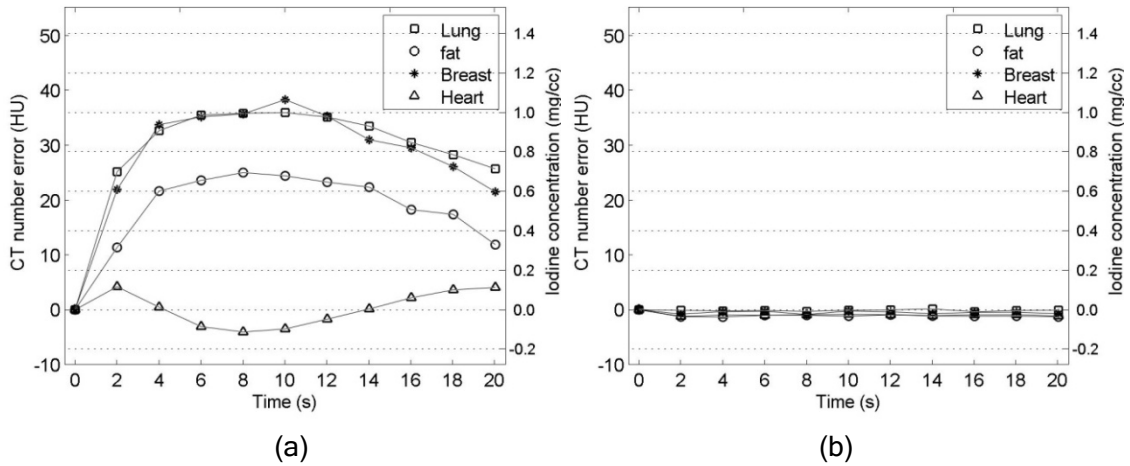 50
40
30
20
10
0
-10
CT number error (HU)
Lung
fat
Breast
Heart
1.4
1.2
1.0
0.8
0.6
0.4
0.2
0.0
-0.2
Iodine concentration (mg/cc)
0 2 4 6 8 10 12 14 16 18 20
Time (s)
(a)
50
40
30
20
10
0
-10
CT number error (HU)
Lung
fat
Breast
Heart
1.4
1.2
1.0
0.8
0.6
0.4
0.2
0.0
-0.2
Iodine concentration (mg/cc)
0 2 4 6 8 10 12 14 16 18 20
Time (s)
(b)